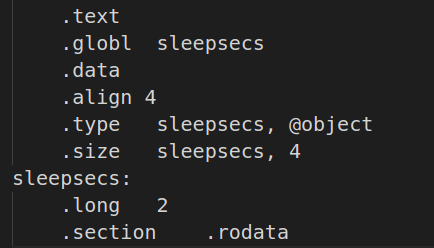 .text
.globl sleepsecs
.data
.align 4
.type sleepsecs, @object
.size sleepsecs, 4
sleepsecs:
.long 2
.section .rodata